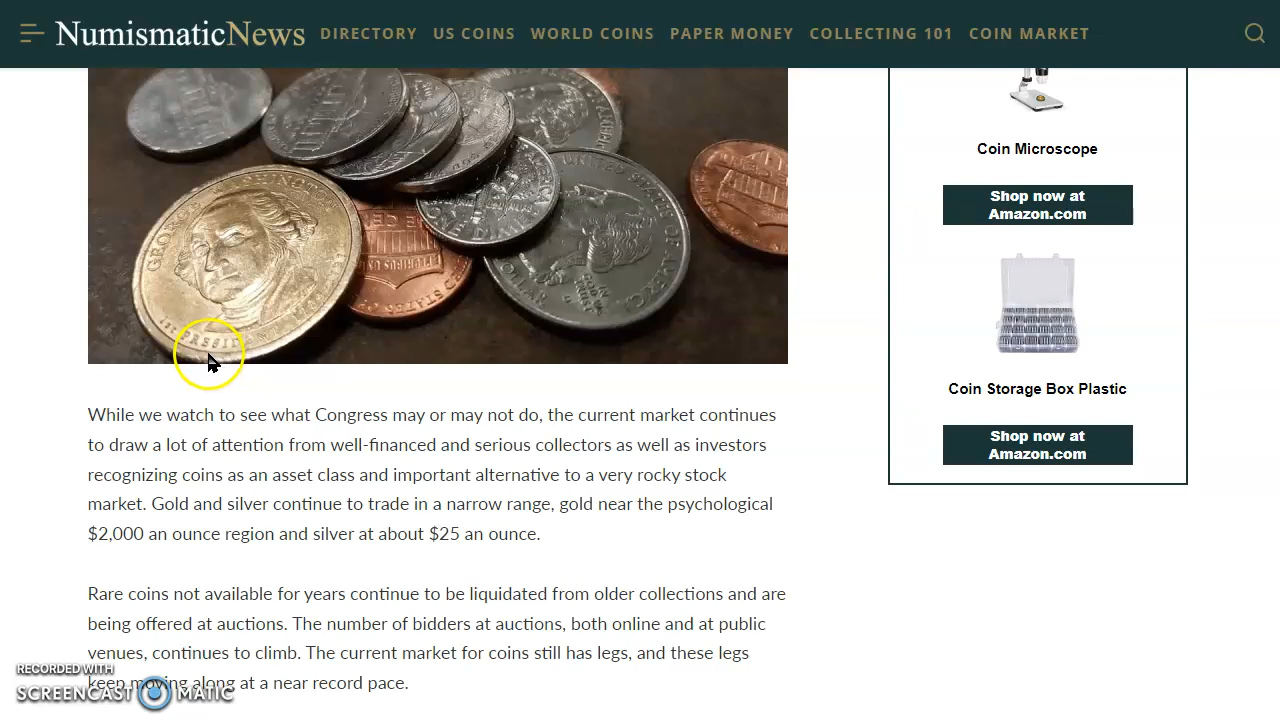 NumismaticNews DIRECTORY US COINS WORLD COINS PAPER MONEY COLLECTING 101 COIN MARKET
GEORGE WASHINGTON
Coin Microscope
Shop now at
Amazon.com
Coin Storage Box Plastic
Shop now at
Amazon.com
While we watch to see what Congress may or may not do, the current market continues
to draw a lot of attention from well-financed and serious collectors as well as investors
recognizing coins as an asset class and important alternative to a very rocky stock
market. Gold and silver continue to trade in a narrow range, gold near the psychological
$2,000 an ounce region and silver at about $25 an ounce.
Rare coins not available for years continue to be liquidated from older collections and are
being offered at auctions. The number of bidders at auctions, both online and at public
venues, continues to climb. The current market for coins still has legs, and these legs
keep moving along at a near record pace.
RECORDED WITH
SCREENCAST MATIC